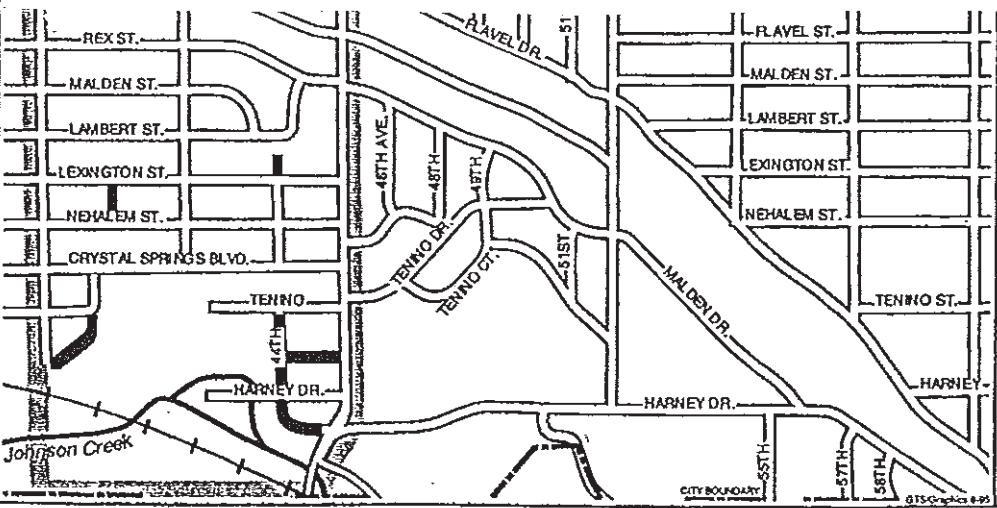 REX ST.
MALDEN ST.
LAMBERT ST.
LEXINGTON ST.
NEHALEM ST.
CRYSTAL SPRINGS BLVD.
TENINO
44TH
HARNEY DR.
Johnson Creek
FLAVEL DR.
51
48TH
49TH
TENINO DR.
TENINO CT.
51ST
MALDEN DR.
HARNEY DR.
FLAVEL ST.
MALDEN ST.
LAMBERT ST.
LEXINGTON ST.
NEHALEM ST.
TENINO ST.
HARNEY
55TH
57TH
58TH
CITY BOUNDARY